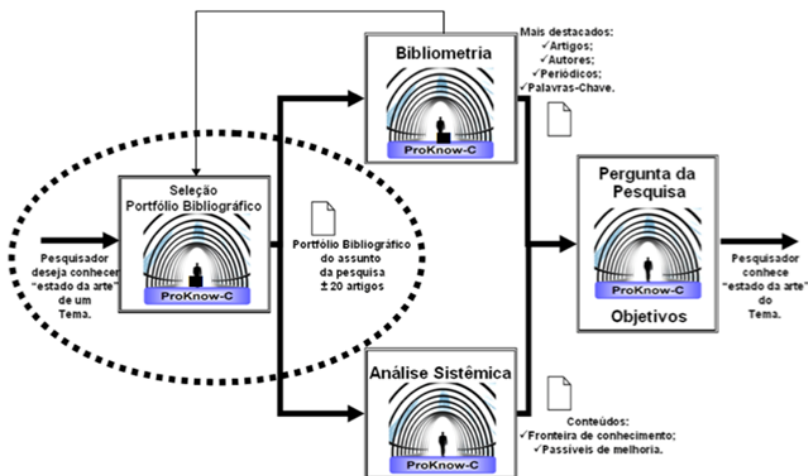 Bibliometria
ProKnow-C
Mais destacados:
✓Artigos;
✓Autores;
✓Periódicos;
✓Palavras-Chave.
Seleção
Portfólio Bibliográfico
ProKnow-C
Pesquisador
deseja conhecer
“estado da arte”
de um
Tema.
Portfólio Bibliográfico
do assunto
da pesquisa
±20 artigos
Pergunta da
Pesquisa
ProKnow-C
Objetivos
Pesquisador
conhece
“estado da arte”
do
Tema.
Análise Sistêmica
ProKnow-C
Conteúdos:
✓Fronteira de conhecimento;
✓Passíveis de melhoria.